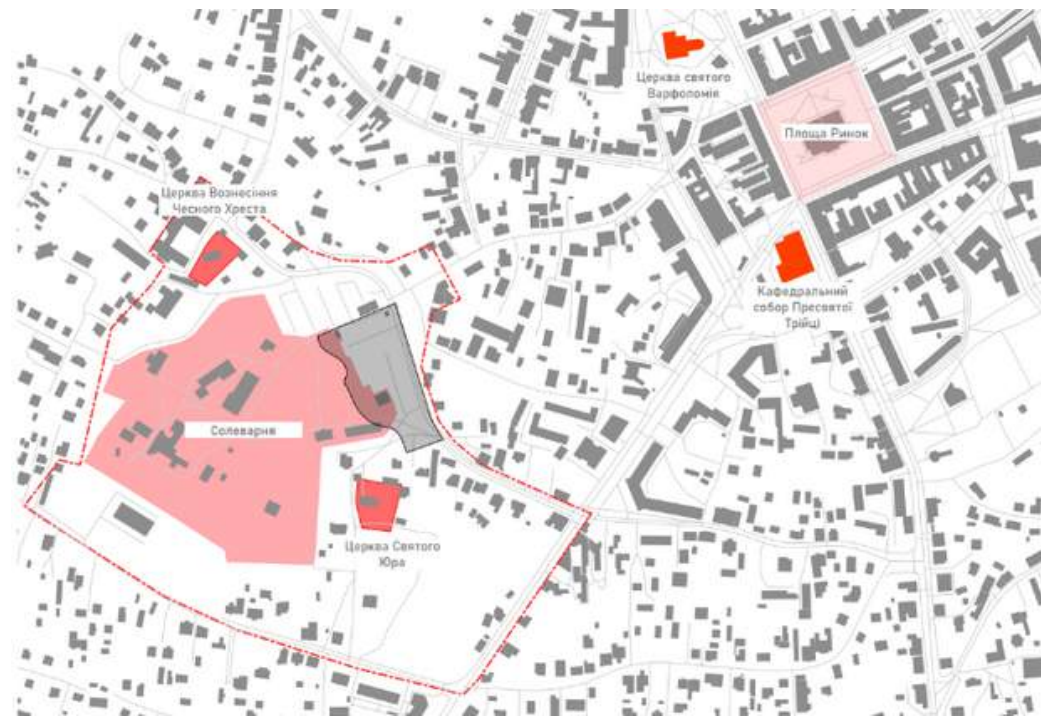 Церква святого
Варфоломія
Площа Ринок
Церква Вознесіння
Чесного Хреста
Кафедральний
собор Пресвятої
Трійці
Солеварня
Церква Святого
Юра